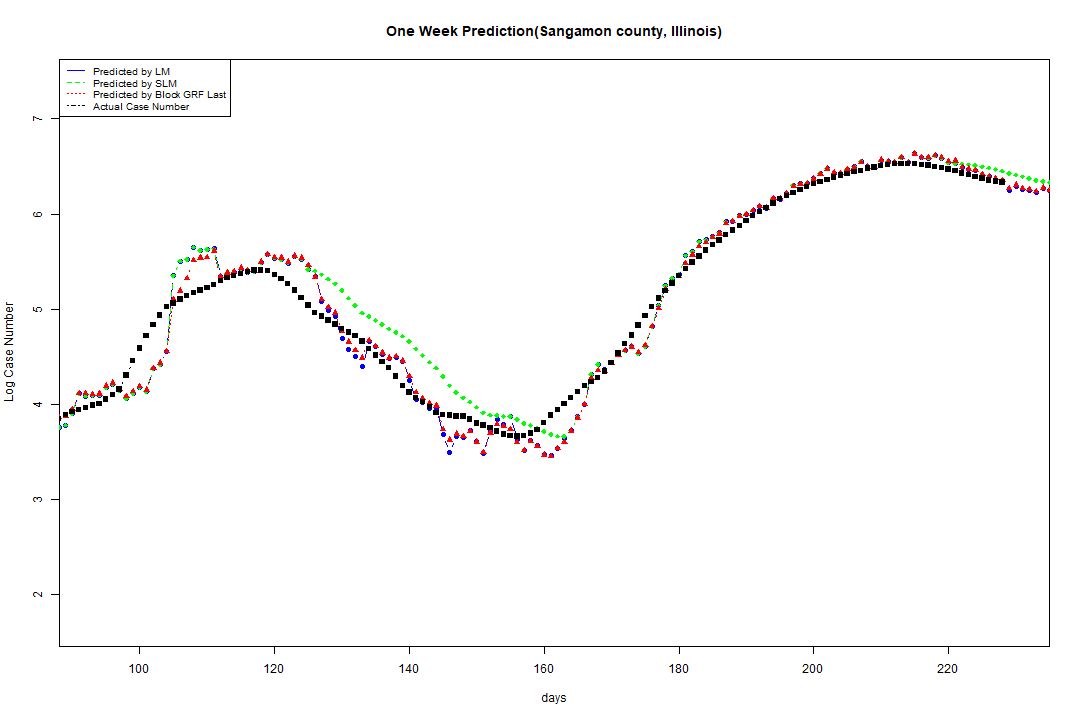 One Week Prediction(Sangamon county, Illinois)
Predicted by LM
Predicted by SLM
Predicted by Block GRF Last
Actual Case Number
7
6
5
4
3
2
Log Case Number
100 120 140 160 180 200 220
days